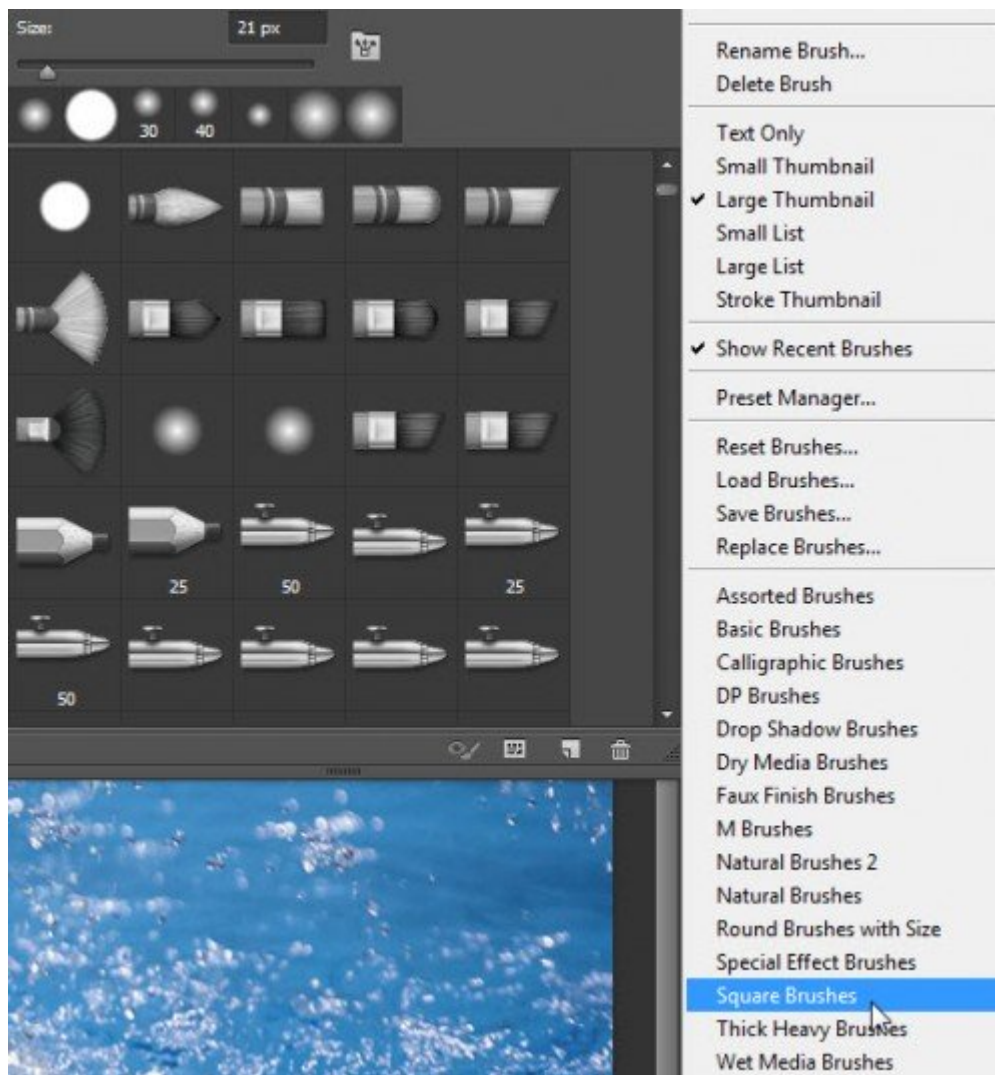 Size:
21 px
30
40
25
50
25
50
Rename Brush...
Delete Brush
Text Only
Small Thumbnail
Large Thumbnail
Small List
Large List
Stroke Thumbnail
Show Recent Brushes
Preset Manager...
Reset Brushes...
Load Brushes...
Save Brushes...
Replace Brushes...
Assorted Brushes
Basic Brushes
Calligraphic Brushes
DP Brushes
Drop Shadow Brushes
Dry Media Brushes
Faux Finish Brushes
M Brushes
Natural Brushes 2
Natural Brushes
Round Brushes with Size
Special Effect Brushes
Square Brushes
Thick Heavy Brushes
Wet Media Brushes